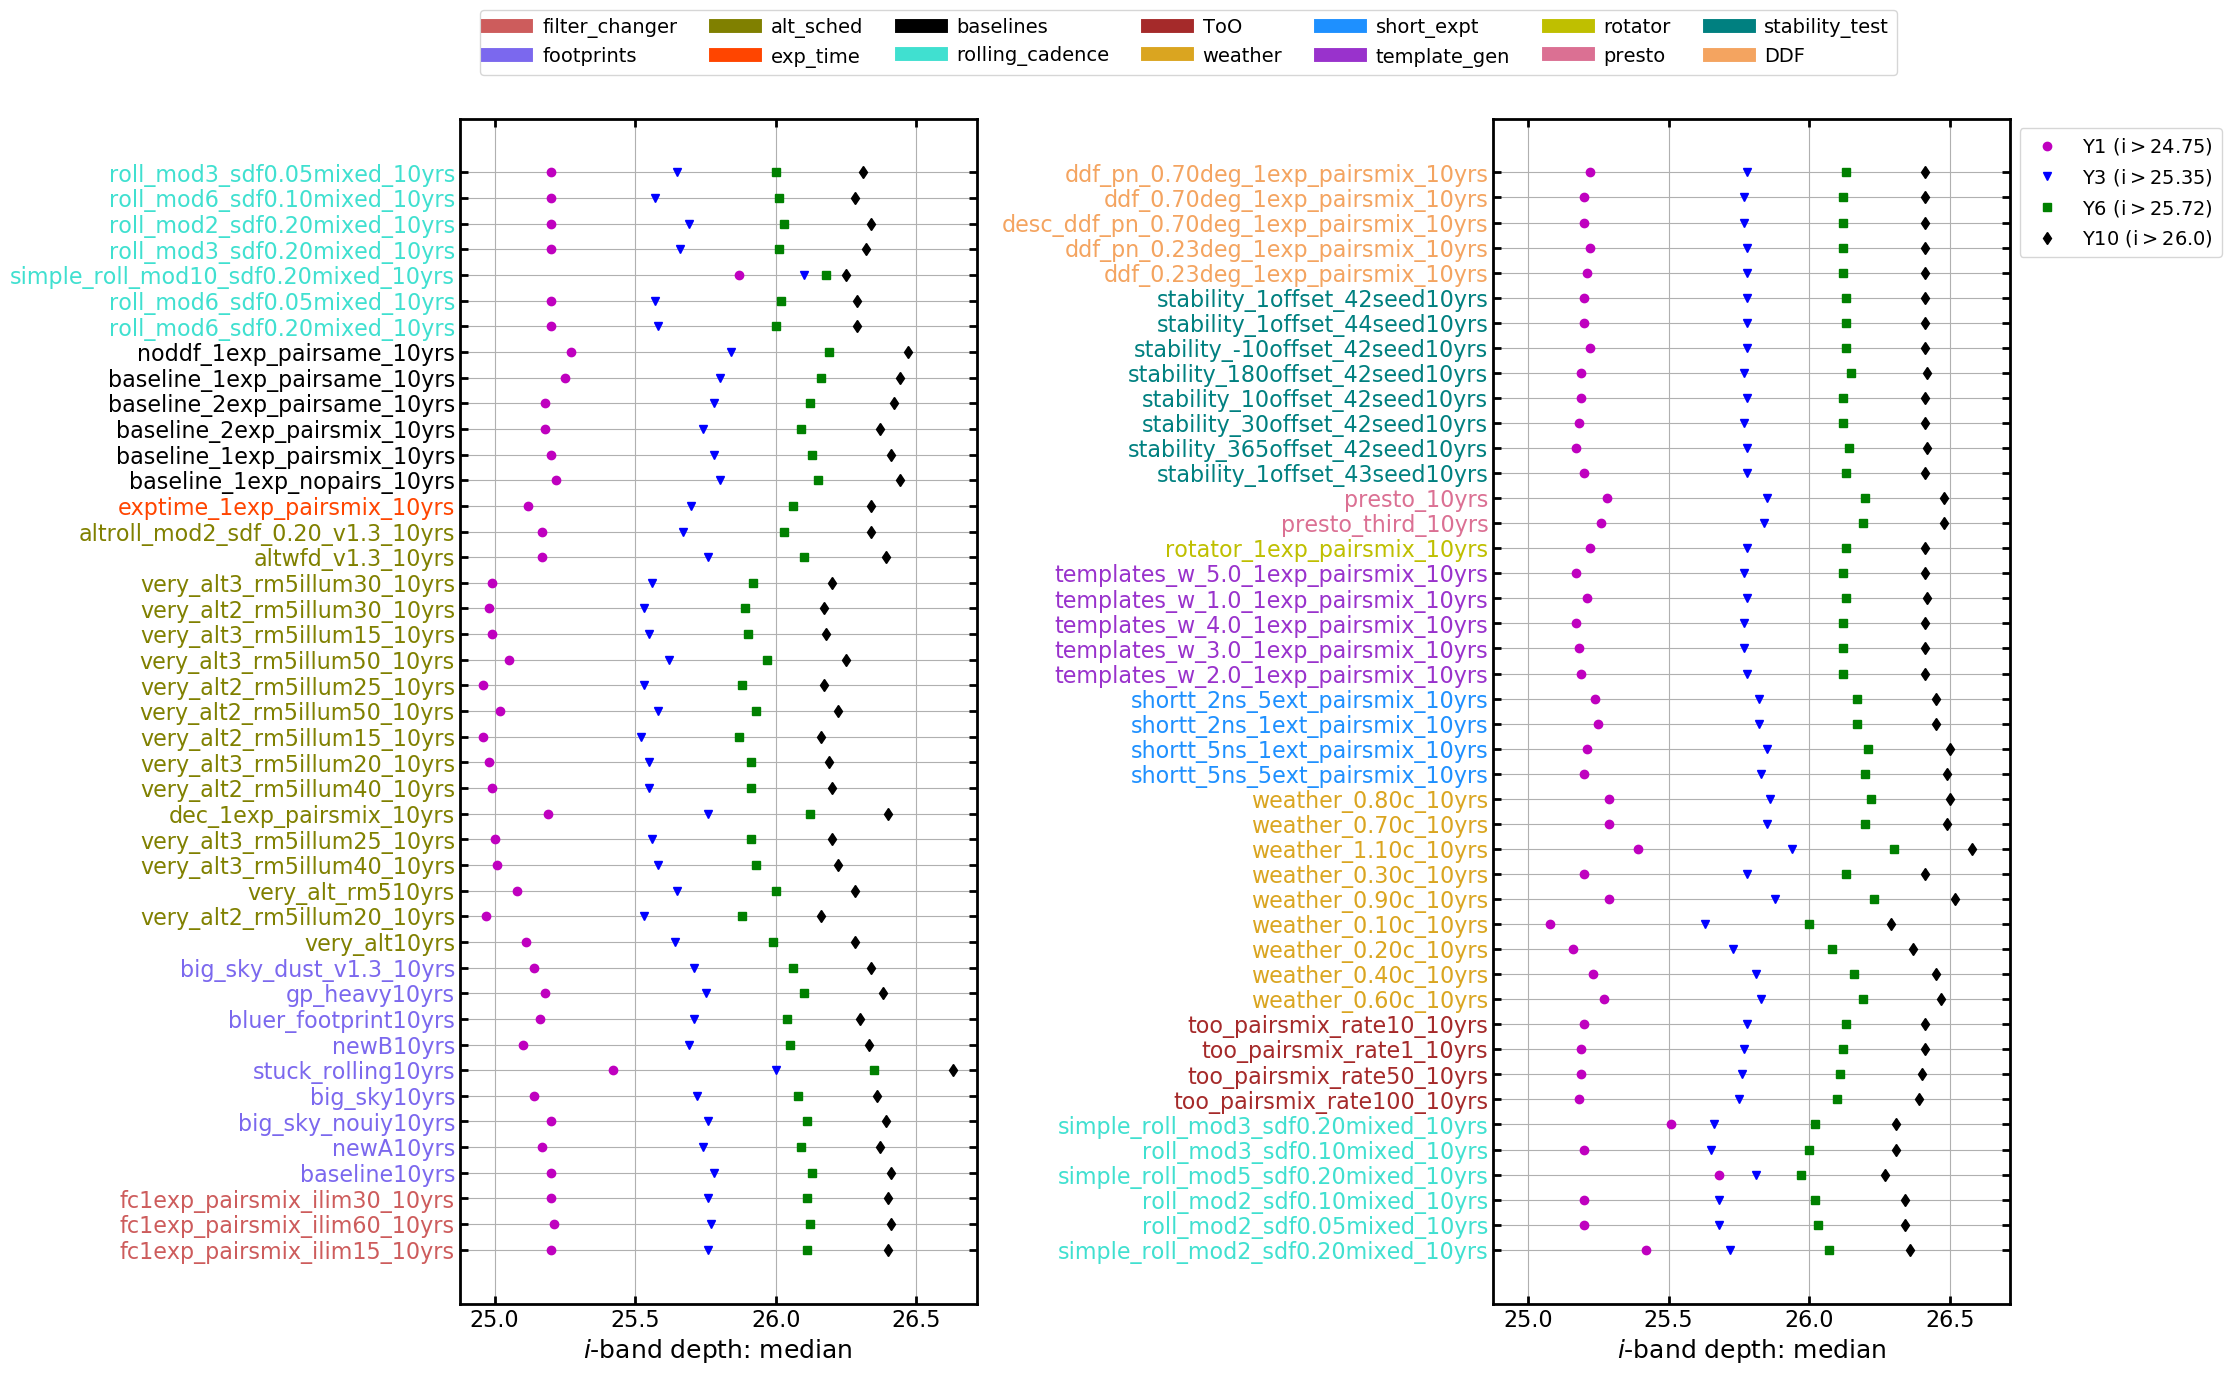 filter_changer
footprints
alt_sched
exp_time
baselines
rolling_cadence
ToO
weather
short_expt
template_gen
rotator
presto
stability_test
DDF
roll_mod3_sdf0.05mixed_10yrs
roll_mod6_sdf0.10mixed_10yrs
roll_mod2_sdf0.20mixed_10yrs
roll_mod3_sdf0.20mixed_10yrs
simple_roll_mod10_sdf0.20mixed_10yrs
roll_mod6_sdf0.05mixed_10yrs
roll_mod6_sdf0.20mixed_10yrs
noddf_1exp_pairsame_10yrs
baseline_1exp_pairsame_10yrs
baseline_2exp_pairsame_10yrs
baseline_2exp_pairsmix_10yrs
baseline_1exp_pairsmix_10yrs
baseline_1exp_nopairs_10yrs
exptime_1exp_pairsmix_10yrs
altroll_mod2_sdf_0.20_v1.3_10yrs
altwfd_v1.3_10yrs
very_alt3_rm5illum30_10yrs
very_alt2_rm5illum30_10yrs
very_alt3_rm5illum15_10yrs
very_alt3_rm5illum50_10yrs
very_alt2_rm5illum25_10yrs
very_alt2_rm5illum50_10yrs
very_alt2_rm5illum15_10yrs
very_alt3_rm5illum20_10yrs
very_alt2_rm5illum40_10yrs
dec_1exp_pairsmix_10yrs
very_alt3_rm5illum25_10yrs
very_alt3_rm5illum40_10yrs
very_alt_rm510yrs
very_alt2_rm5illum20_10yrs
very_alt10yrs
big_sky_dust_v1.3_10yrs
gp_heavy10yrs
bluer_footprint10yrs
newB10yrs
stuck_rolling10yrs
big_sky10yrs
big_sky_nouiy10yrs
newA10yrs
baseline10yrs
fc1exp_pairsmix_ilim30_10yrs
fc1exp_pairsmix_ilim60_10yrs
fc1exp_pairsmix_ilim15_10yrs
25.0 25.5 26.0 26.5
i-band depth: median
ddf_pn_0.70deg_1exp_pairsmix_10yrs
ddf_0.70deg_1exp_pairsmix_10yrs
desc_ddf_pn_0.70deg_1exp_pairsmix_10yrs
ddf_pn_0.23deg_1exp_pairsmix_10yrs
ddf_0.23deg_1exp_pairsmix_10yrs
stability_1offset_42seed10yrs
stability_1offset_44seed10yrs
stability_-10offset_42seed10yrs
stability_180offset_42seed10yrs
stability_10offset_42seed10yrs
stability_30offset_42seed10yrs
stability_365offset_42seed10yrs
stability_1offset_43seed10yrs
presto_10yrs
presto_third_10yrs
rotator_1exp_pairsmix_10yrs
templates_w_5.0_1exp_pairsmix_10yrs
templates_w_1.0_1exp_pairsmix_10yrs
templates_w_4.0_1exp_pairsmix_10yrs
templates_w_3.0_1exp_pairsmix_10yrs
templates_w_2.0_1exp_pairsmix_10yrs
shortt_2ns_5ext_pairsmix_10yrs
shortt_2ns_1ext_pairsmix_10yrs
shortt_5ns_1ext_pairsmix_10yrs
shortt_5ns_5ext_pairsmix_10yrs
weather_0.80c_10yrs
weather_0.70c_10yrs
weather_1.10c_10yrs
weather_0.30c_10yrs
weather_0.90c_10yrs
weather_0.10c_10yrs
weather_0.20c_10yrs
weather_0.40c_10yrs
weather_0.60c_10yrs
too_pairsmix_rate10_10yrs
too_pairsmix_rate1_10yrs
too_pairsmix_rate50_10yrs
too_pairsmix_rate100_10yrs
simple_roll_mod3_sdf0.20mixed_10yrs
roll_mod3_sdf0.10mixed_10yrs
simple_roll_mod5_sdf0.20mixed_10yrs
roll_mod2_sdf0.10mixed_10yrs
roll_mod2_sdf0.05mixed_10yrs
simple_roll_mod2_sdf0.20mixed_10yrs
25.0 25.5 26.0 26.5
i-band depth: median
Y1 (i > 24.75)
Y3 (i > 25.35)
Y6 (i > 25.72)
Y10 (i > 26.0)